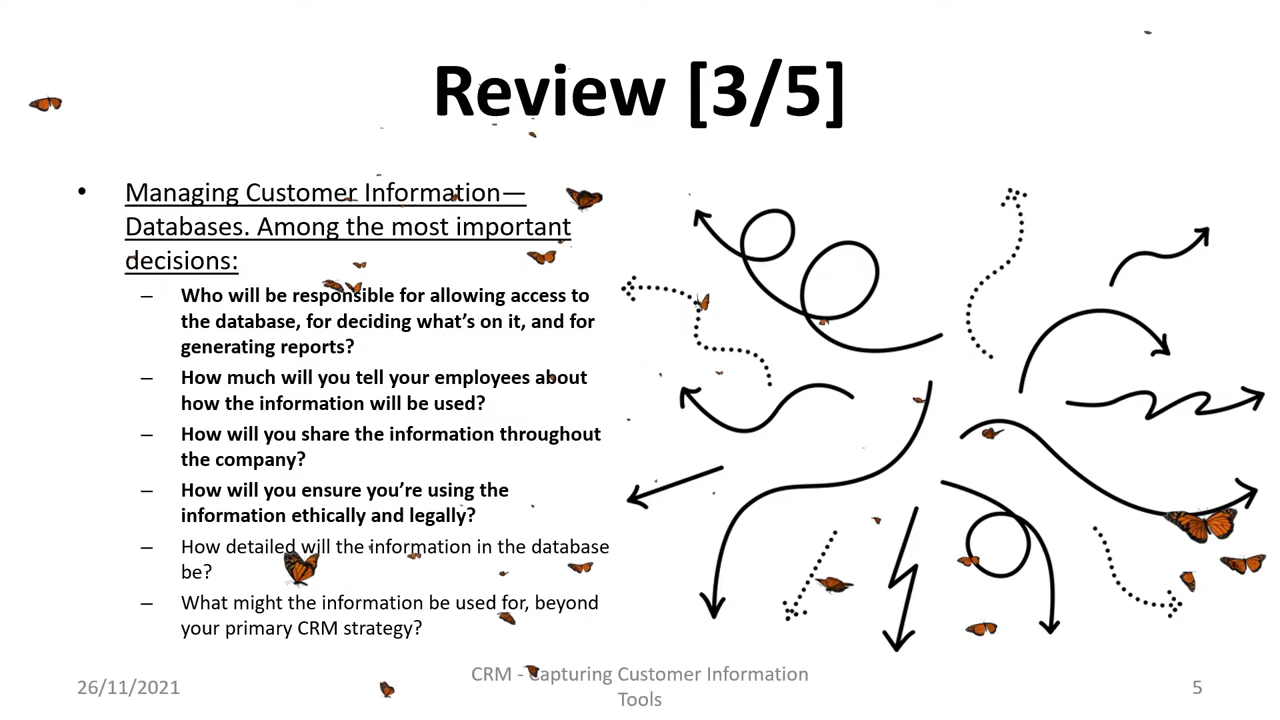 Review [3/5]
• Managing Customer Information—
Databases. Among the most important
decisions:
– Who will be responsible for allowing access to
the database, for deciding what's on it, and for
generating reports?
– How much will you tell your employees about
how the information will be used?
– How will you share the information throughout
the company?
– How will you ensure you're using the
information ethically and legally?
– How detailed will the information in the database
be?
– What might the information be used for, beyond
your primary CRM strategy?
26/11/2021
CRM - Capturing Customer Information
Tools
5